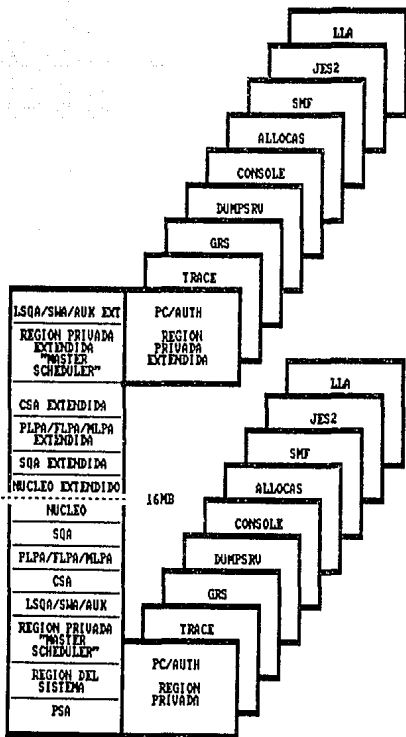 LLA
JES2
SMF
ALLOCAS
CONSOLE
DUMPSRV
GRS
TRACE
PC/AUTH
REGION
PRIVADA
EXTENDIDA
LSQA/SWA/AUX EXT
REGION PRIVADA
EXTENDIDA
"MASTER
SCHEDULER"
CSA EXTENDIDA
PLPA/FLPA/MLPA
EXTENDIDA
SQA EXTENDIDA
NUCLEO EXTENDIDO
16MB
NUCLEO
SQA
PLPA/FLPA/MLPA
CSA
LSQA/SWA/AUX
REGION PRIVADA
"MASTER
SCHEDULER"
REGION DEL
SISTEMA
PSA
LLA
JES2
SMF
ALLOCAS
CONSOLE
DUMPSRV
GRS
TRACE
PC/AUTH
REGION
PRIVADA